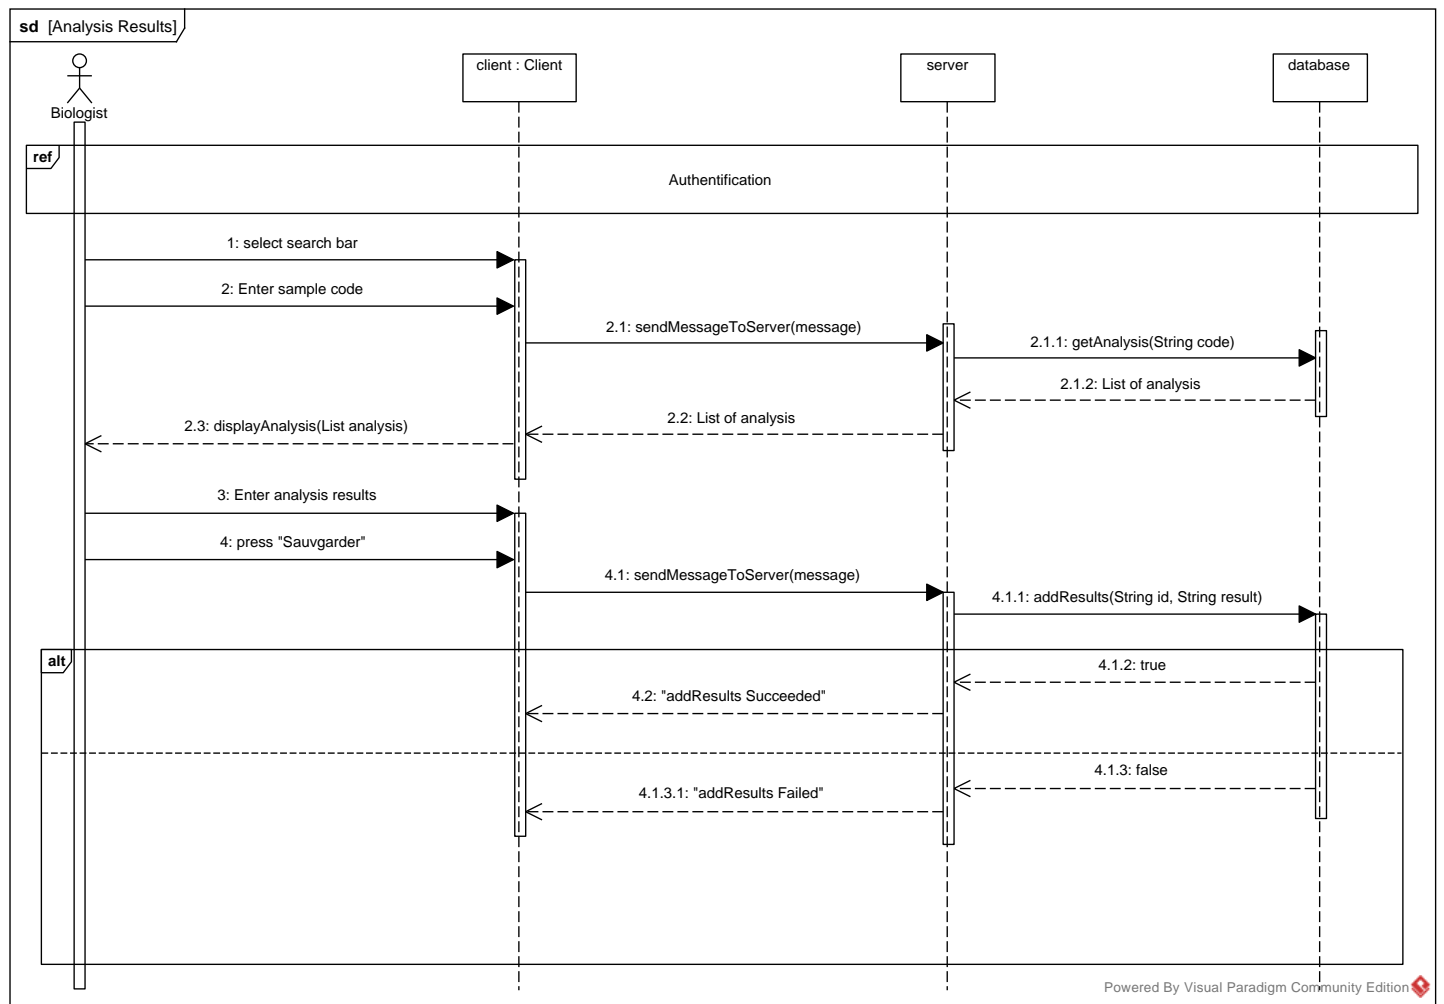 sd [Analysis Results]
client : Client
server
database
Biologist
ref
Authentification
1: select search bar
2: Enter sample code
2.1: sendMessageToServer(message)
2.1.1: getAnalysis(String code)
2.1.2: List of analysis
2.2: List of analysis
2.3: displayAnalysis(List analysis)
3: Enter analysis results
4: press "Sauvgarder"
4.1: sendMessageToServer(message)
4.1.1: addResults(String id, String result)
alt
4.1.2: true
4.2: "addResults Succeeded"
4.1.3: false
4.1.3.1: "addResults Failed"
Powered By Visual Paradigm Community Edition